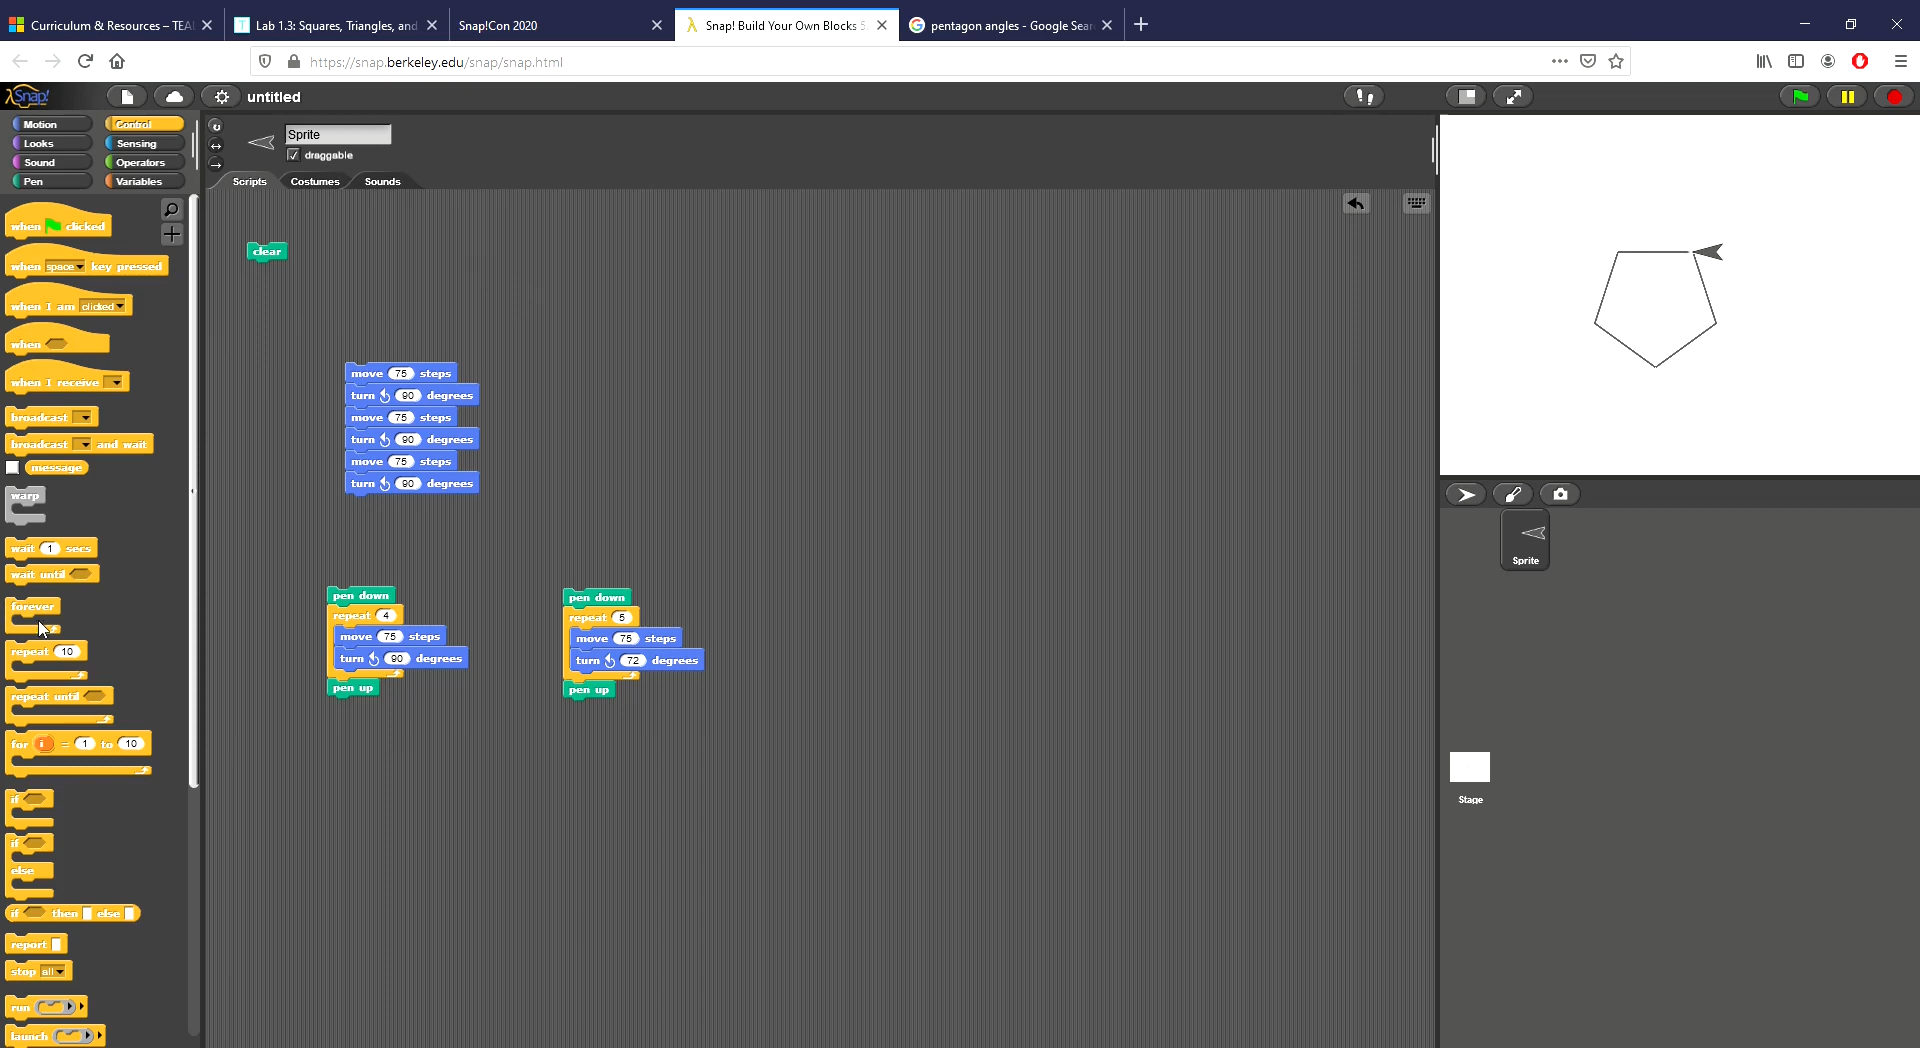 Curriculum & Resources – TEA
Lab 1.3: Squares, Triangles, and
Snap!Con 2020
Snap! Build Your Own Blocks 5.
pentagon angles - Google Sear
https://snap.berkeley.edu/snap/snap.html
Snap!
untitled
Motion
Control
Looks
Sensing
Sound
Operators
Pen
Variables
Sprite
draggable
Scripts
Costumes
Sounds
when clicked
when space key pressed
when I am clicked
when
when I receive
broadcast
broadcast and wait
message
warp
wait 1 secs
wait until
forever
repeat 10
repeat until
for i = 1 to 10
if
if
else
if then else
report
stop all
run
launch
clear
move 75 steps
turn 90 degrees
move 75 steps
turn 90 degrees
move 75 steps
turn 90 degrees
pen down
repeat 4
move 75 steps
turn 90 degrees
pen up
pen down
repeat 5
move 75 steps
turn 72 degrees
pen up
Sprite
Stage